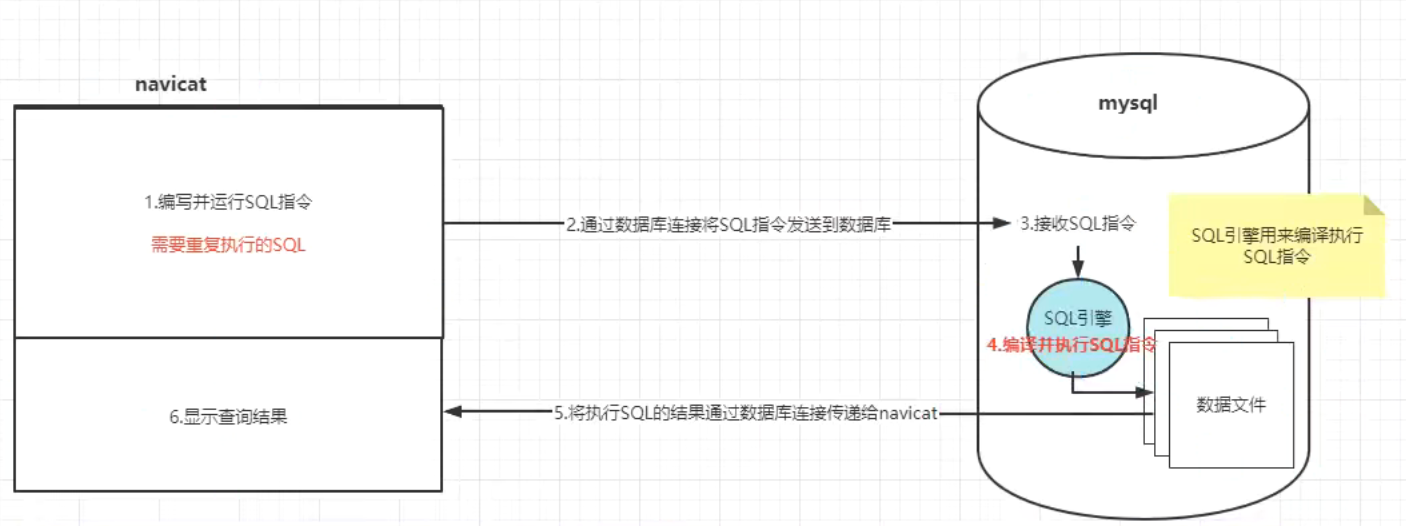 navicat
mysql
1.编写并运行SQL指令
需要重复执行的SQL
2.通过数据库连接将SQL指令发送到数据库
3.接收SQL指令
SQL引擎用来编译执行
SQL指令
SQL引擎
4.编译并执行SQL指令
数据文件
5.将执行SQL的结果通过数据库连接传递给navicat
6.显示查询结果